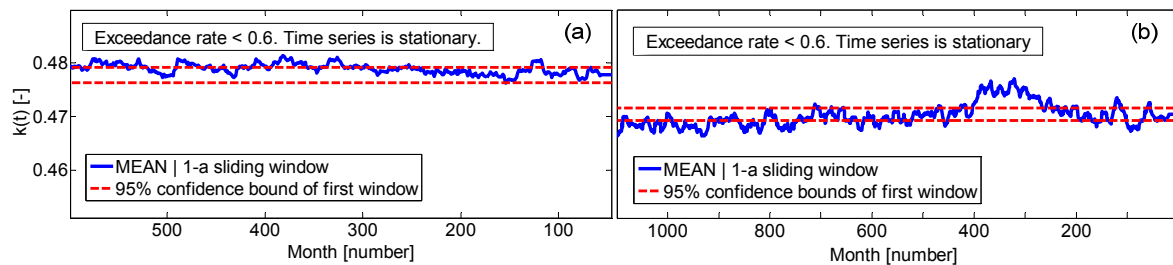 Exceedance rate < 0.6. Time series is stationary.
(a)
0.48
0.47
0.46
k(t) [-]
MEAN | 1-a sliding window
95% confidence bound of first window
500 400 300 200 100
Month [number]
Exceedance rate < 0.6. Time series is stationary
(b)
MEAN | 1-a sliding window
95% confidence bounds of first window
1000 800 600 400 200
Month [number]